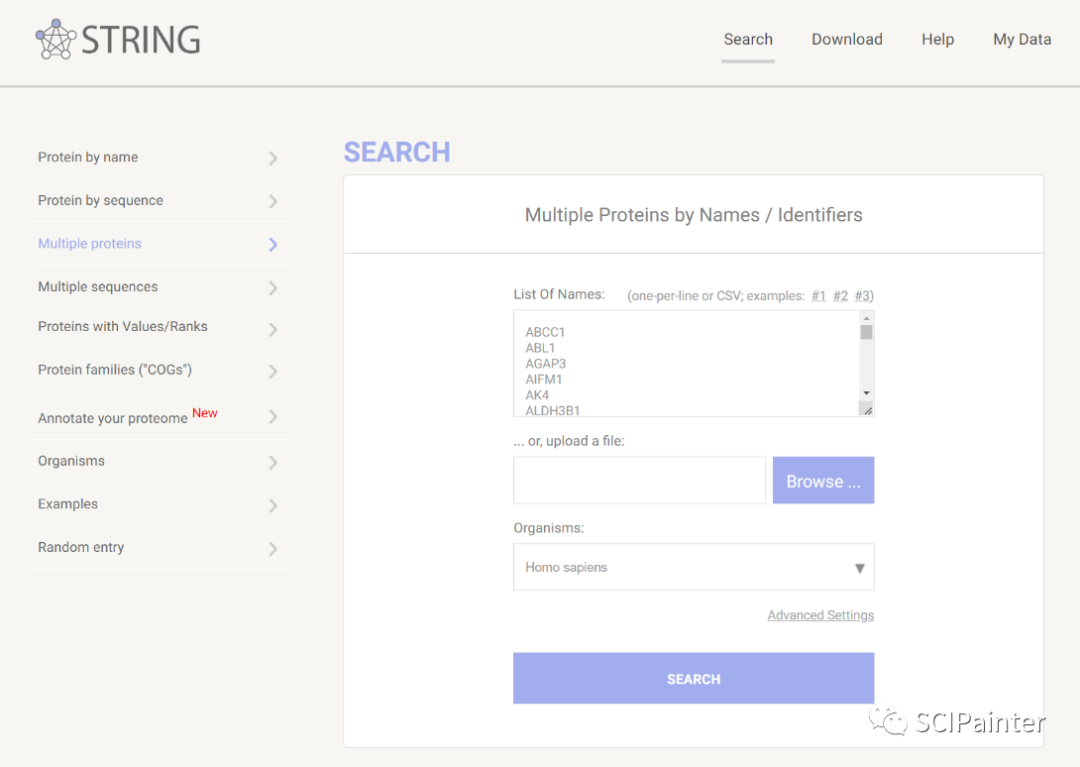 STRING
Search Download Help My Data
Protein by name
Protein by sequence
Multiple proteins
Multiple sequences
Proteins with Values/Ranks
Protein families ("COGs")
Annotate your proteome New
Organisms
Examples
Random entry
SEARCH
Multiple Proteins by Names / Identifiers
List Of Names: (one-per-line or CSV; examples: #1 #2 #3)
ABCC1
ABL1
AGAP3
AIFM1
AK4
ALDH3B1
... or, upload a file:
Browse ...
Organisms:
Homo sapiens
Advanced Settings
SEARCH
SCIPainter